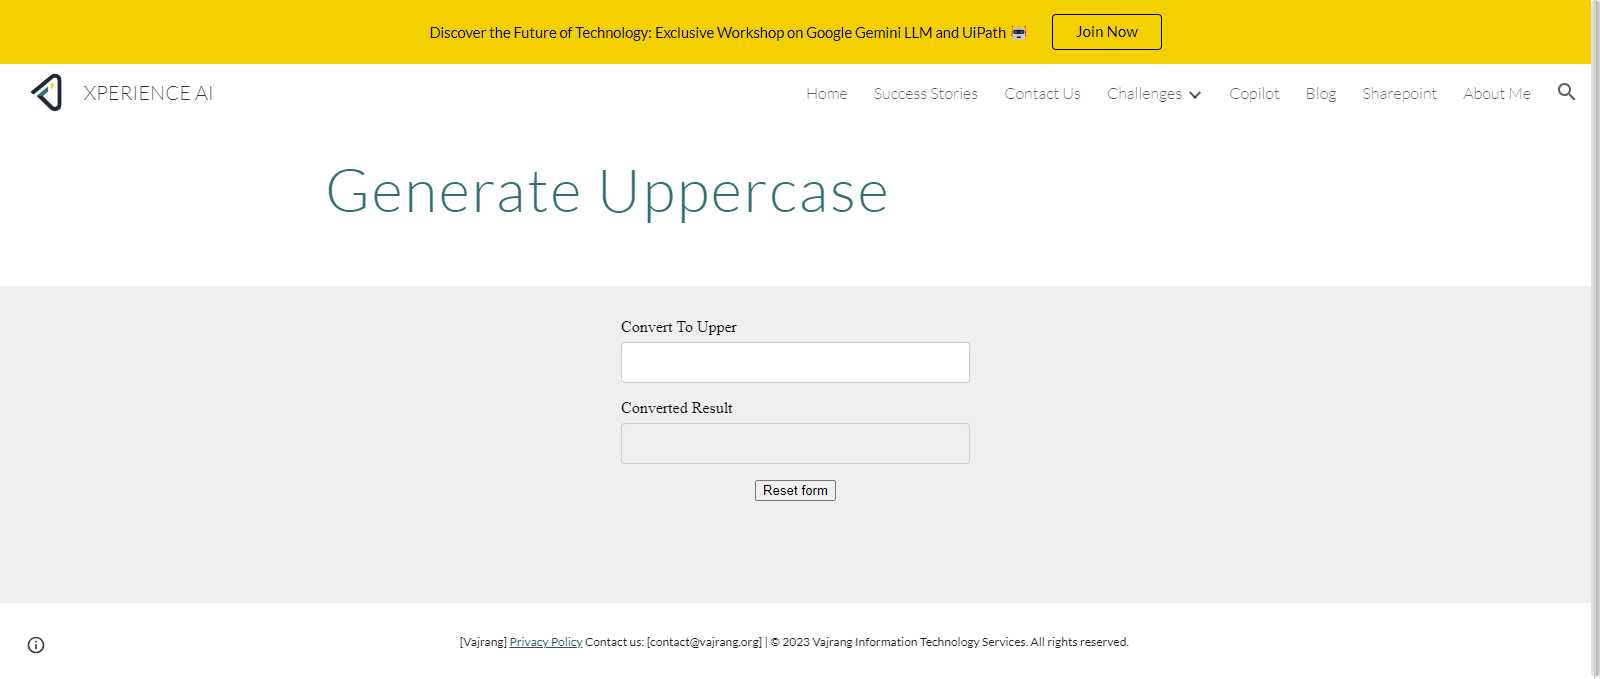 Discover the Future of Technology: Exclusive Workshop on Google Gemini LLM and UiPath
Join Now
XPERIENCE AI
Home
Success Stories
Contact Us
Challenges
Copilot
Blog
Sharepoint
About Me
Generate Uppercase
Convert To Upper
Converted Result
Reset form
[Vajrang] Privacy Policy Contact us: [contact@vajrang.org] | © 2023 Vajrang Information Technology Services. All rights reserved.